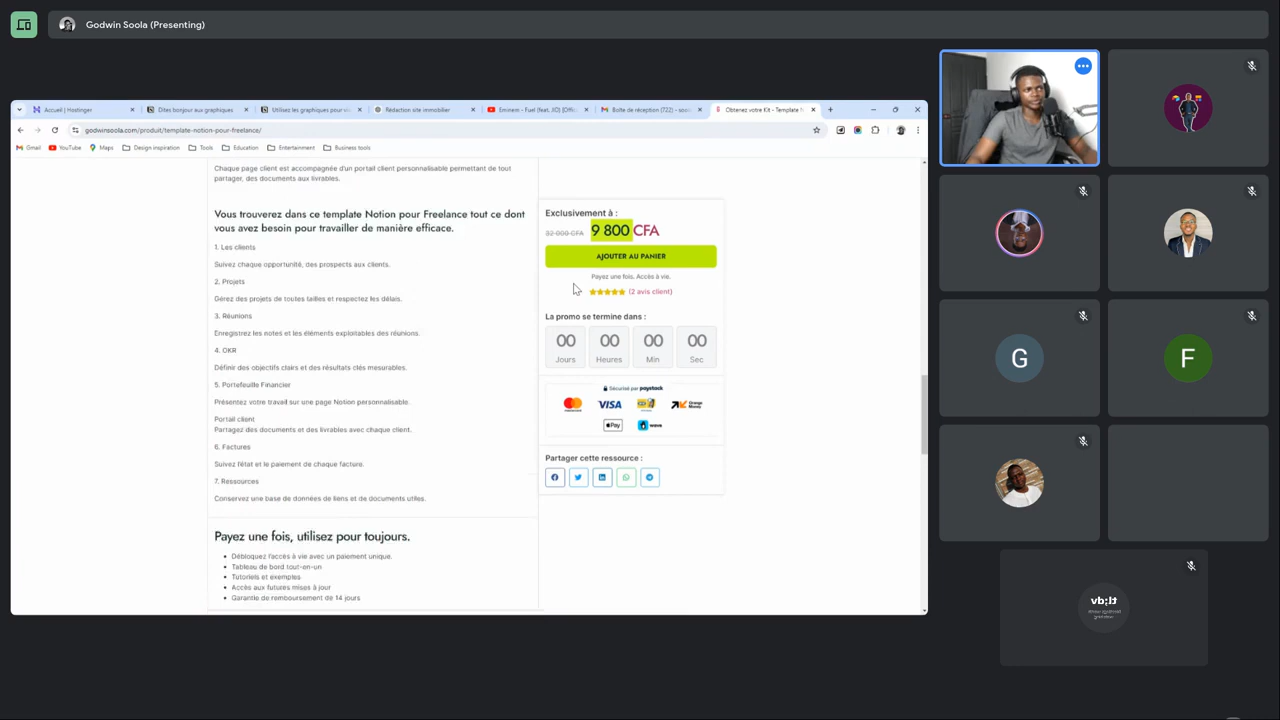 Godwin Soola (Presenting)
Accueil | Hostinger
Dites bonjour aux graphiques
Utilisez les graphiques pour vi
Rédaction site immobilier
Eminem - Fuel (feat. JID) [Offi
Boîte de réception (722) - soo
Obtenez votre Kit - Template N
godwinsoola.com/produit/template-notion-pour-freelance/
Gmail
YouTube
Maps
Design inspiration
Tools
Education
Entertainment
Business tools
Chaque page client est accompagnée d'un portail client personnalisable permettant de tout
partager, des documents aux livrables.
Vous trouverez dans ce template Notion pour Freelance tout ce dont
vous avez besoin pour travailler de manière efficace.
1. Les clients
Suivez chaque opportunité, des prospects aux clients.
2. Projets
Gérez des projets de toutes tailles et respectez les délais.
3. Réunions
Enregistrez les notes et les éléments exploitables des réunions.
4. OKR
Définir des objectifs clairs et des résultats clés mesurables.
5. Portefeuille Financier
Présentez votre travail sur une page Notion personnalisable.
Portail client
Partagez des documents et des livrables avec chaque client.
6. Factures
Suivez l'état et le paiement de chaque facture.
7. Ressources
Conservez une base de données de liens et de documents utiles.
Payez une fois, utilisez pour toujours.
Débloquez l'accès à vie avec un paiement unique.
Tableau de bord tout-en-un
Tutoriels et exemples
Accès aux futures mises à jour
Garantie de remboursement de 14 jours
Exclusivement à :
32 000 CFA 9 800 CFA
AJOUTER AU PANIER
Payez une fois. Accès à vie.
(2 avis client)
La promo se termine dans :
00 00 00 00
Jours Heures Min Sec
Sécurisé par paystack
VISA
Orange Money
Pay
wave
Partager cette ressource :
G
F